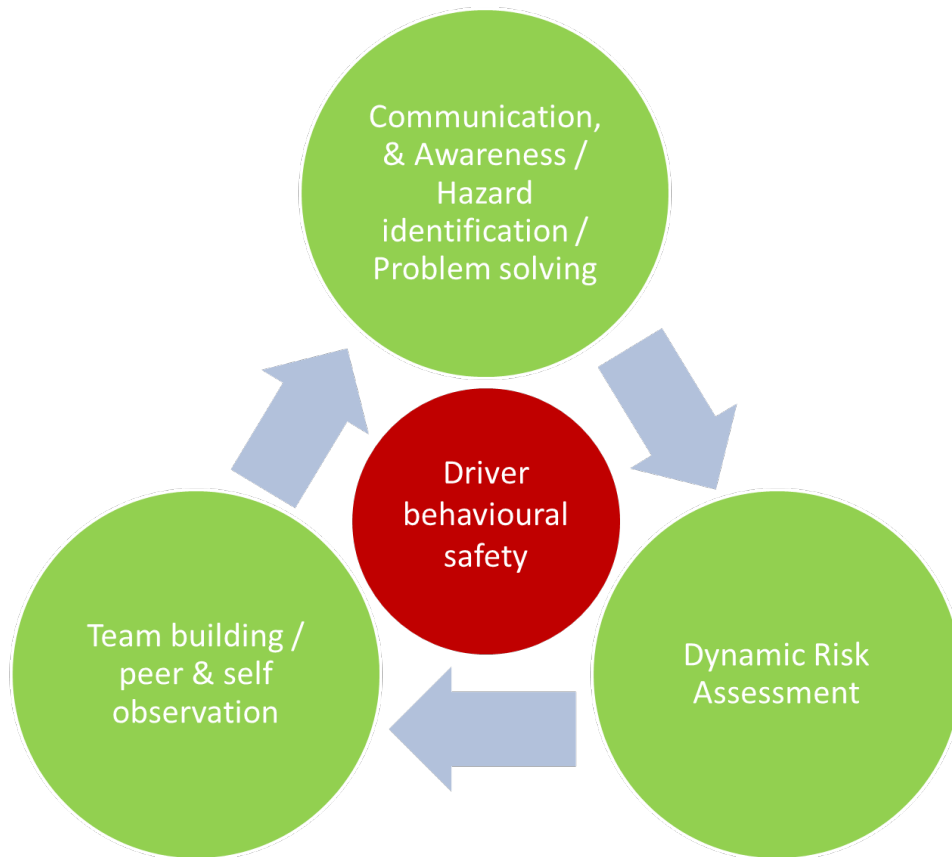 Communication,
& Awareness /
Hazard
identification /
Problem solving
Driver
behavioural
safety
Team building /
peer & self
observation
Dynamic Risk
Assessment